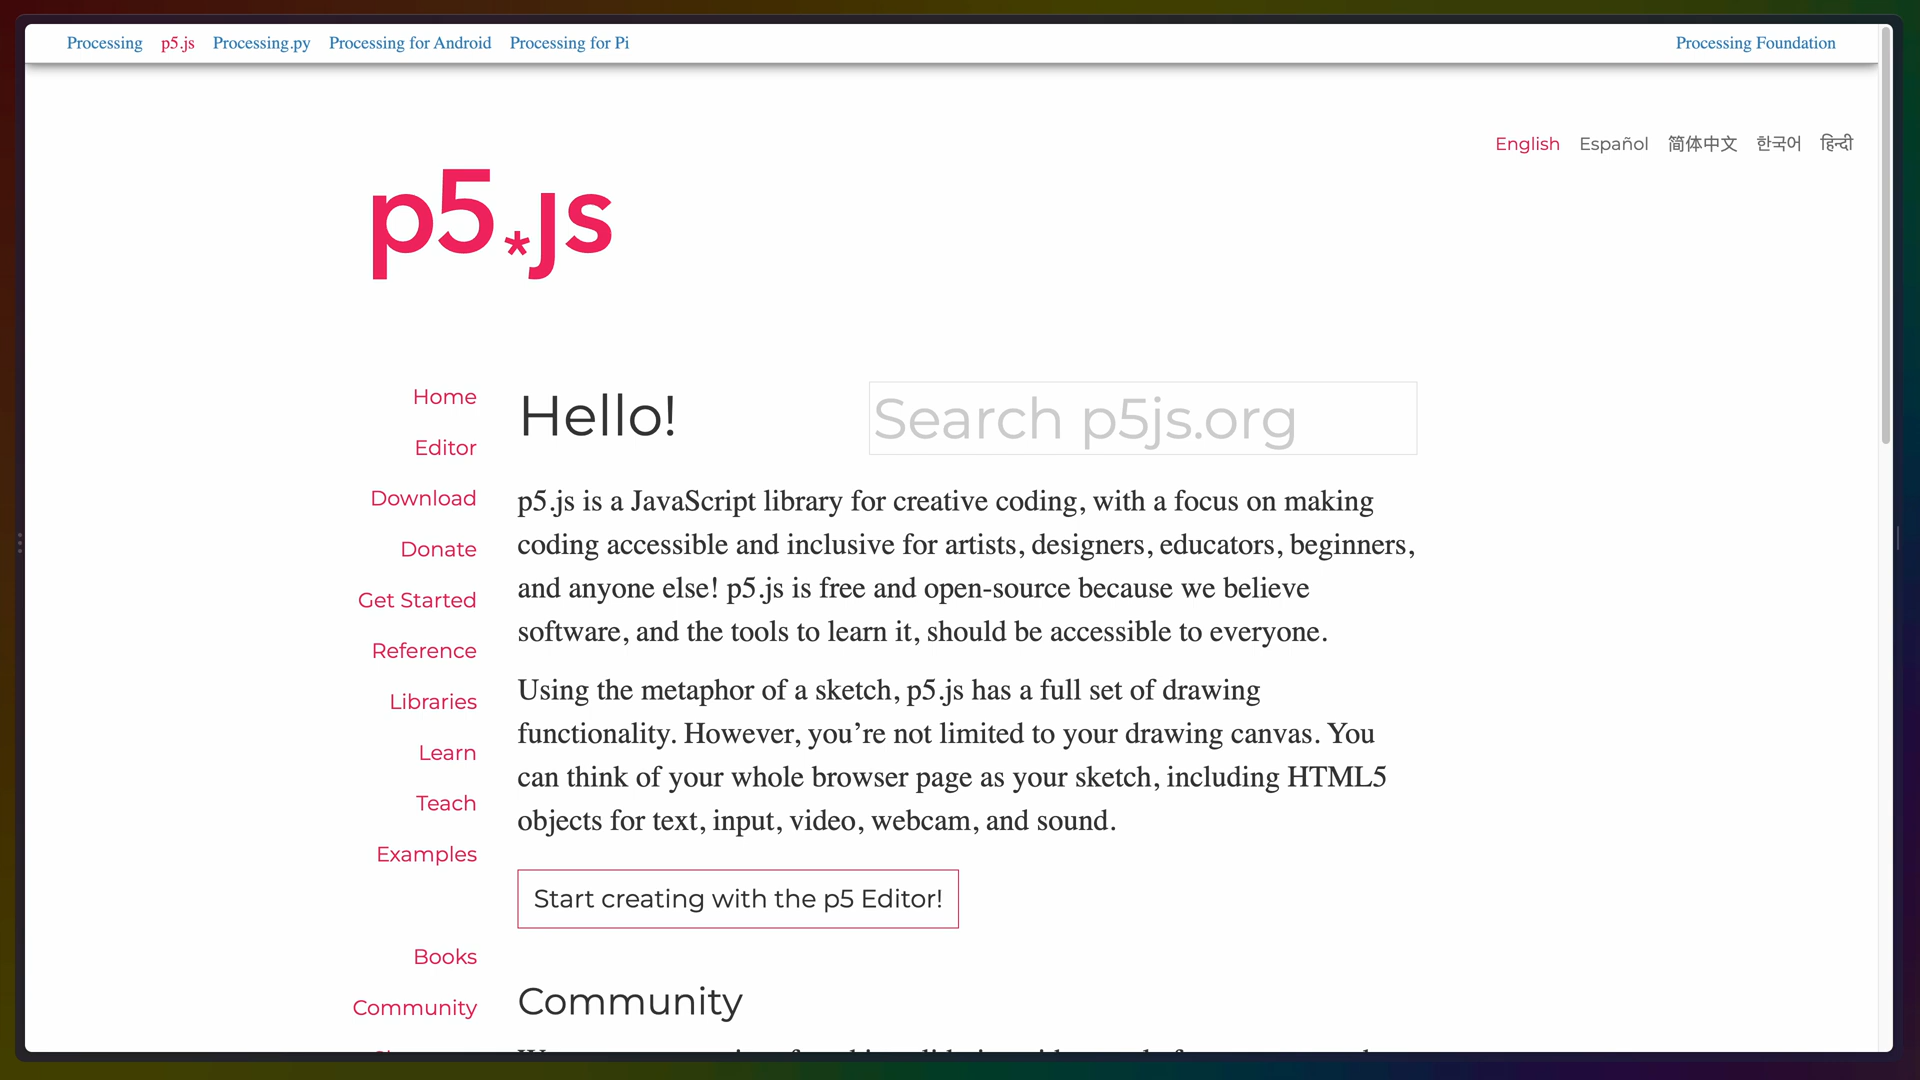 Processing p5.js Processing.py Processing for Android Processing for Pi Processing Foundation
English Español 简体中文 한국어 हिन्दी
p5*js
Home
Editor
Download
Donate
Get Started
Reference
Libraries
Learn
Teach
Examples
Books
Community
Hello!
Search p5js.org
p5.js is a JavaScript library for creative coding, with a focus on making
coding accessible and inclusive for artists, designers, educators, beginners,
and anyone else! p5.js is free and open-source because we believe
software, and the tools to learn it, should be accessible to everyone.
Using the metaphor of a sketch, p5.js has a full set of drawing
functionality. However, you’re not limited to your drawing canvas. You
can think of your whole browser page as your sketch, including HTML5
objects for text, input, video, webcam, and sound.
Start creating with the p5 Editor!
Community